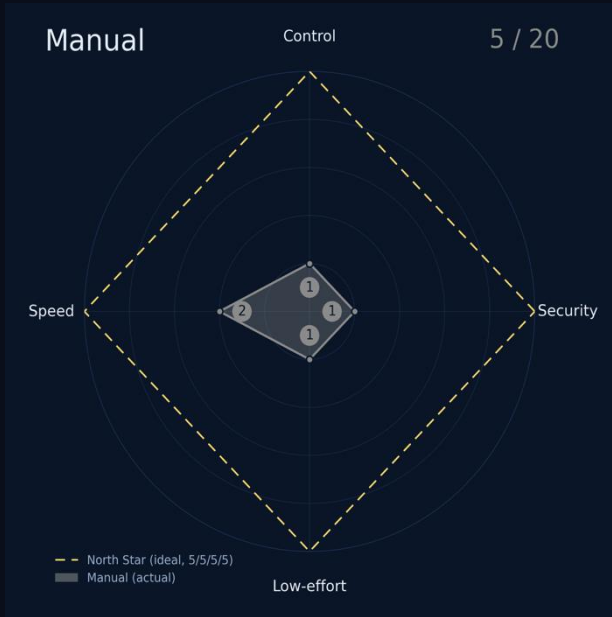 Manual
Control
5 / 20
1
Speed
2
1
Security
1
North Star (ideal, 5/5/5/5)
Manual (actual)
Low-effort